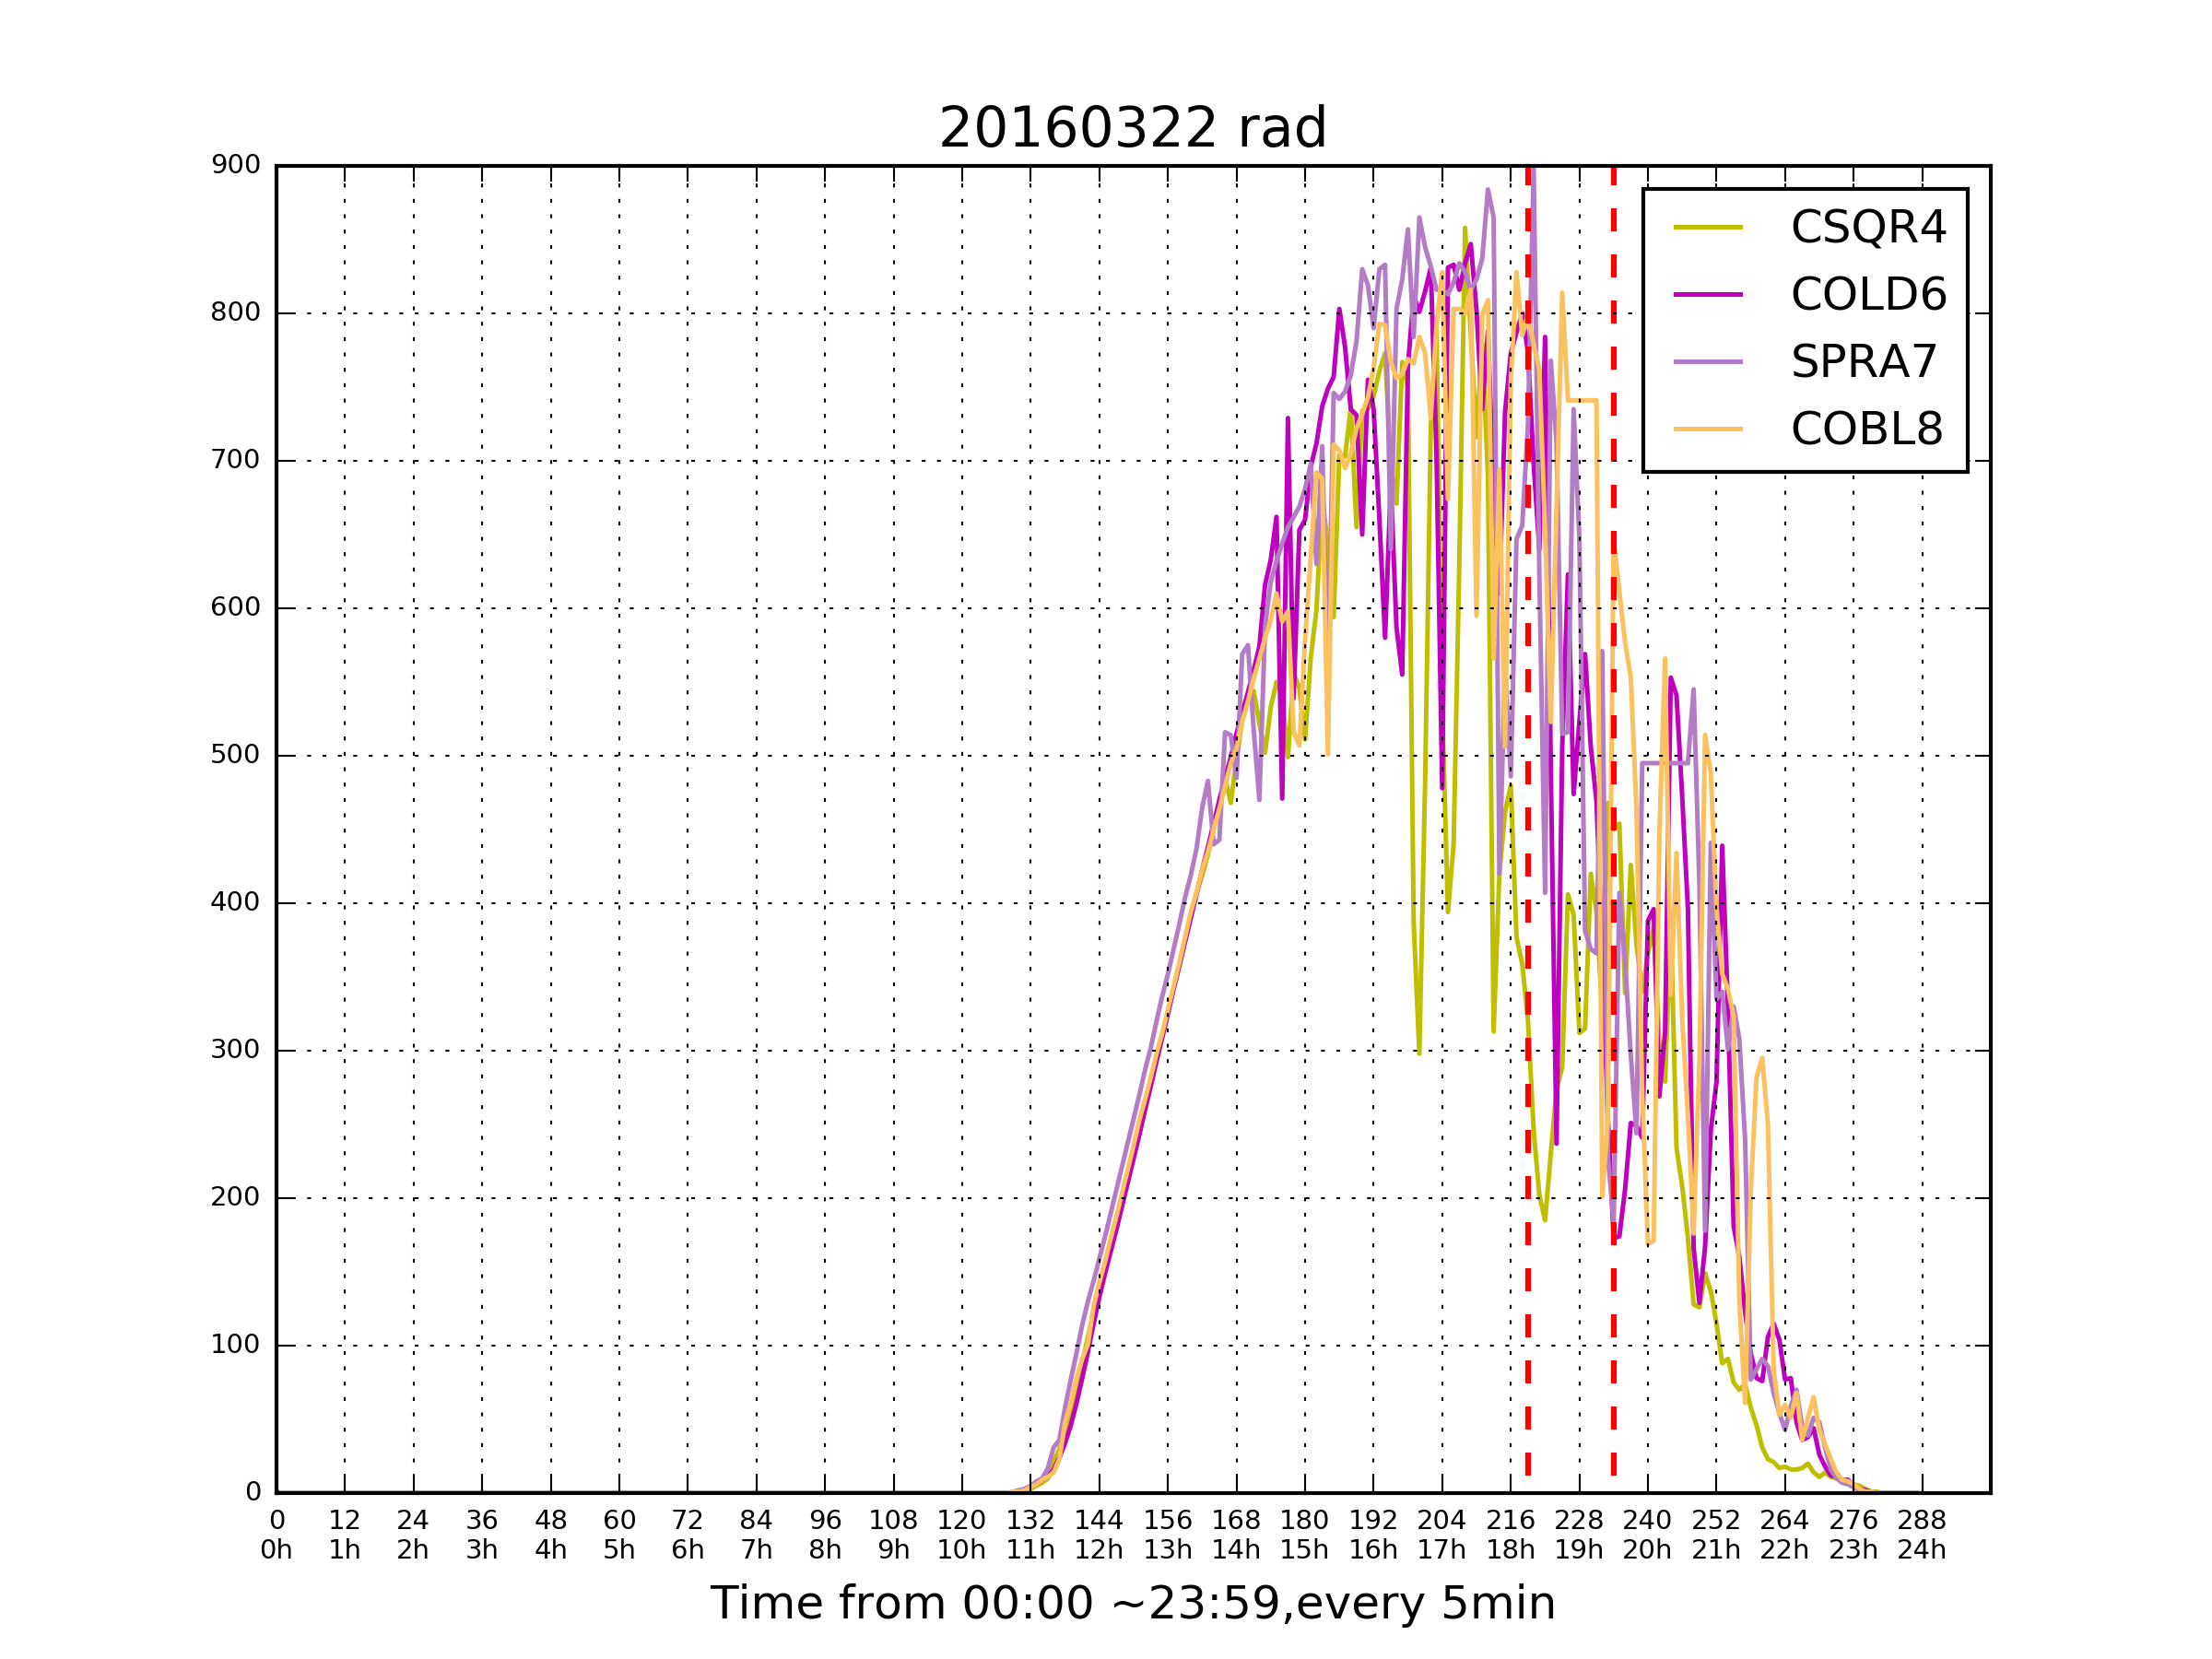 20160322 rad
900
800
700
600
500
400
300
200
100
0
CSQR4
COLD6
SPRA7
COBL8
0 12 24 36 48 60 72 84 96 108 120 132 144 156 168 180 192 204 216 228 240 252 264 276 288
0h 1h 2h 3h 4h 5h 6h 7h 8h 9h 10h 11h 12h 13h 14h 15h 16h 17h 18h 19h 20h 21h 22h 23h 24h
Time from 00:00 ~23:59,every 5min